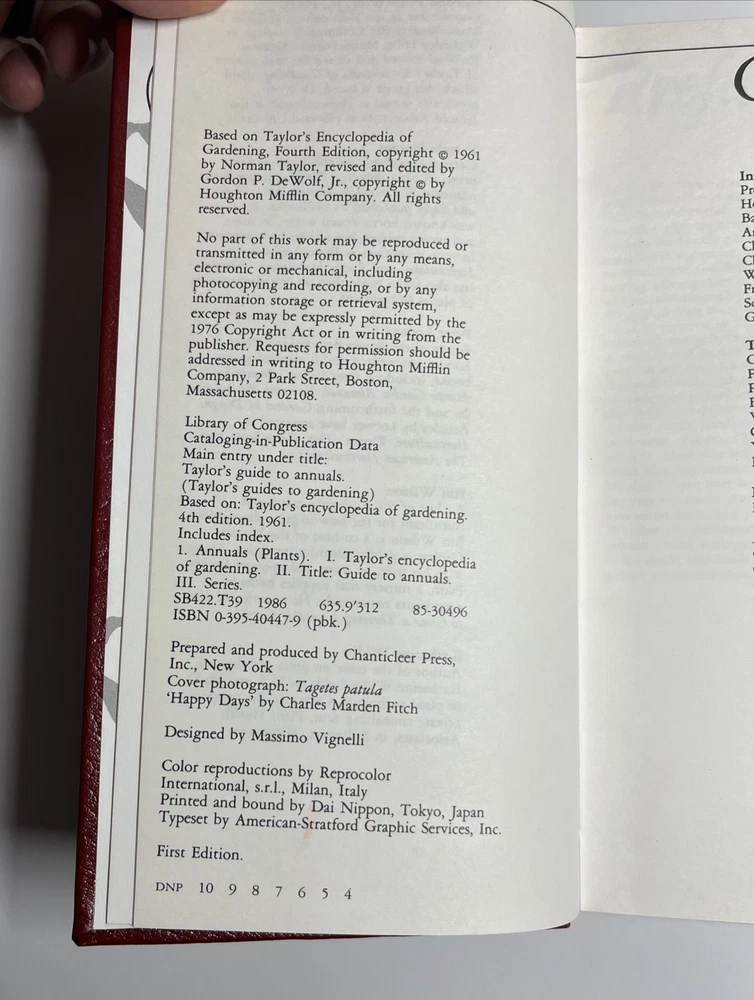 Based on Taylor's Encyclopedia of
Gardening, Fourth Edition, copyright © 1961
by Norman Taylor, revised and edited by
Gordon P. DeWolf, Jr., copyright © by
Houghton Mifflin Company. All rights
reserved.
No part of this work may be reproduced or
transmitted in any form or by any means,
electronic or mechanical, including
photocopying and recording, or by any
information storage or retrieval system,
except as may be expressly permitted by the
1976 Copyright Act or in writing from the
publisher. Requests for permission should be
addressed in writing to Houghton Mifflin
Company, 2 Park Street, Boston,
Massachusetts 02108.
Library of Congress
Cataloging-in-Publication Data
Main entry under title:
Taylor's guide to annuals.
(Taylor's guides to gardening)
Based on: Taylor's encyclopedia of gardening.
4th edition. 1961.
Includes index.
1. Annuals (Plants). I. Taylor's encyclopedia
of gardening. II. Title: Guide to annuals.
III. Series.
SB422.T39 1986 635.9'312 85-30496
ISBN 0-395-40447-9 (pbk.)
Prepared and produced by Chanticleer Press,
Inc., New York
Cover photograph: Tagetes patula
'Happy Days' by Charles Marden Fitch
Designed by Massimo Vignelli
Color reproductions by Reprocolor
International, s.r.l., Milan, Italy
Printed and bound by Dai Nippon, Tokyo, Japan
Typeset by American-Stratford Graphic Services, Inc.
First Edition.
DNP 10 9 8 7 6 5 4